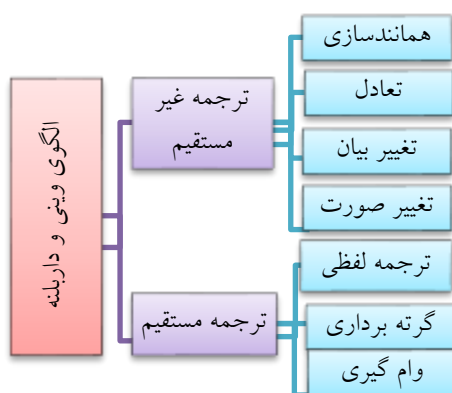 الگوی وینی و داربلنه
ترجمه غیر
مستقیم
همانندسازی
تعادل
تغییر بیان
تغییر صورت
ترجمه مستقیم
ترجمه لفظی
گرته برداری
وام گیری